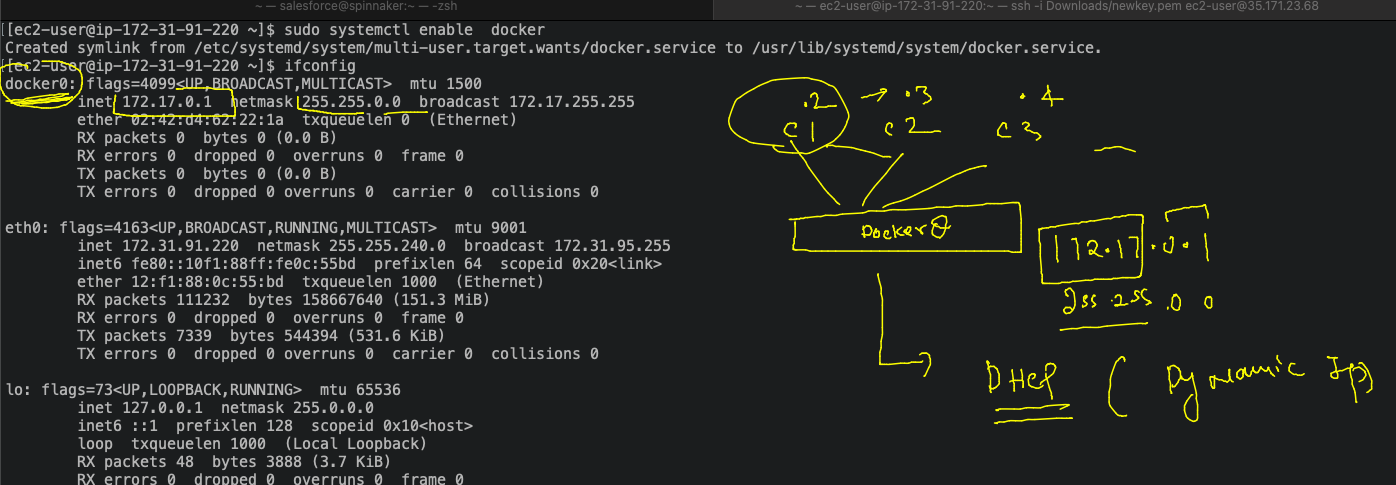 ~ — salesforce@spinnaker:~ — -zsh
~ — ec2-user@ip-172-31-91-220:~ — ssh -i Downloads/newkey.pem ec2-user@35.171.23.68
[[ec2-user@ip-172-31-91-220 ~]$ sudo systemctl enable  docker
Created symlink from /etc/systemd/system/multi-user.target.wants/docker.service to /usr/lib/systemd/system/docker.service.
[[ec2-user@ip-172-31-91-220 ~]$ ifconfig
docker0: flags=4099<UP,BROADCAST,MULTICAST>  mtu 1500
inet 172.17.0.1  netmask 255.255.0.0  broadcast 172.17.255.255
ether 02:42:d4:62:22:1a  txqueuelen 0  (Ethernet)
RX packets 0  bytes 0 (0.0 B)
RX errors 0  dropped 0  overruns 0  frame 0
TX packets 0  bytes 0 (0.0 B)
TX errors 0  dropped 0 overruns 0  carrier 0  collisions 0
eth0: flags=4163<UP,BROADCAST,RUNNING,MULTICAST>  mtu 9001
inet 172.31.91.220  netmask 255.255.240.0  broadcast 172.31.95.255
inet6 fe80::10f1:88ff:fe0c:55bd  prefixlen 64  scopeid 0x20<link>
ether 12:f1:88:0c:55:bd  txqueuelen 1000  (Ethernet)
RX packets 111232  bytes 158667640 (151.3 MiB)
RX errors 0  dropped 0  overruns 0  frame 0
TX packets 7339  bytes 544394 (531.6 KiB)
TX errors 0  dropped 0 overruns 0  carrier 0  collisions 0
lo: flags=73<UP,LOOPBACK,RUNNING>  mtu 65536
inet 127.0.0.1  netmask 255.0.0.0
inet6 ::1  prefixlen 128  scopeid 0x10<host>
loop  txqueuelen 1000  (Local Loopback)
RX packets 48  bytes 3888 (3.7 KiB)
RX errors 0  dropped 0  overruns 0  frame 0
.2 → .3 .4
C1 C2 C3
Docker0
172.17.0.1
255.255.0 0
DHCP ( Dynamic Ip)